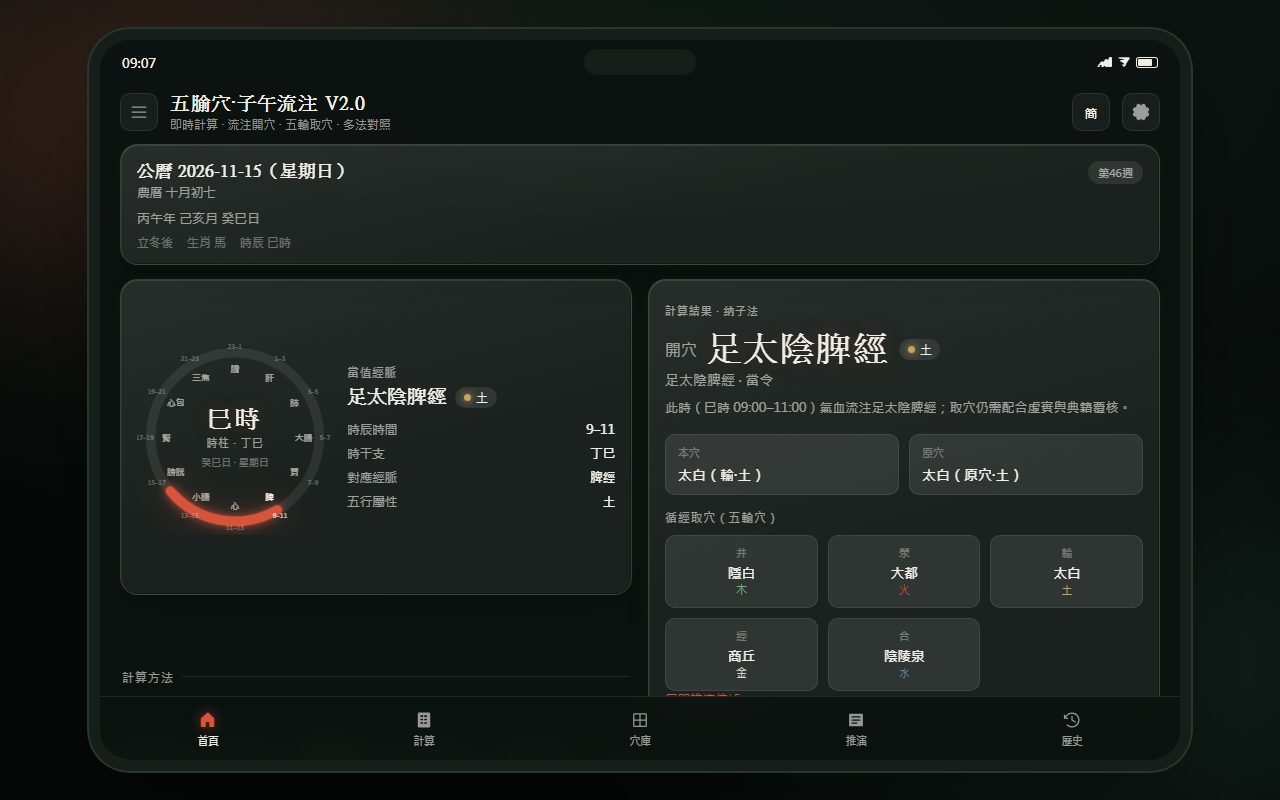 09:07
五腧穴·子午流注 V2.0
即時計算 · 流注開穴 · 五輸取穴 · 多法對照
簡
公曆 2026-11-15（星期日）
第46週
農曆 十月初七
丙午年 己亥月 癸巳日
立冬後 生肖 馬 時辰 巳時
23–1
21–23
1–3
膽
三焦
肝
19–21
3–5
心包
肺
巳時
17–19
腎
時柱 · 丁巳
大腸
5–7
癸巳日 · 星期日
膀胱
胃
15–17
7–9
小腸
脾
心
13–15
9–11
11–13
當值經脈
足太陰脾經
土
時辰時間
9–11
時干支
丁巳
對應經脈
脾經
五行屬性
土
計算方法
計算結果 · 納子法
開穴 足太陰脾經 土
足太陰脾經 · 當令
此時（巳時 09:00–11:00）氣血流注足太陰脾經；取穴仍需配合虛實與典籍覆核。
本穴
太白（輸·土）
原穴
太白（原穴·土）
循經取穴（五輸穴）
井
隱白
木
滎
大都
火
輸
太白
土
經
商丘
金
合
陰陵泉
水
首頁
計算
穴庫
推演
歷史